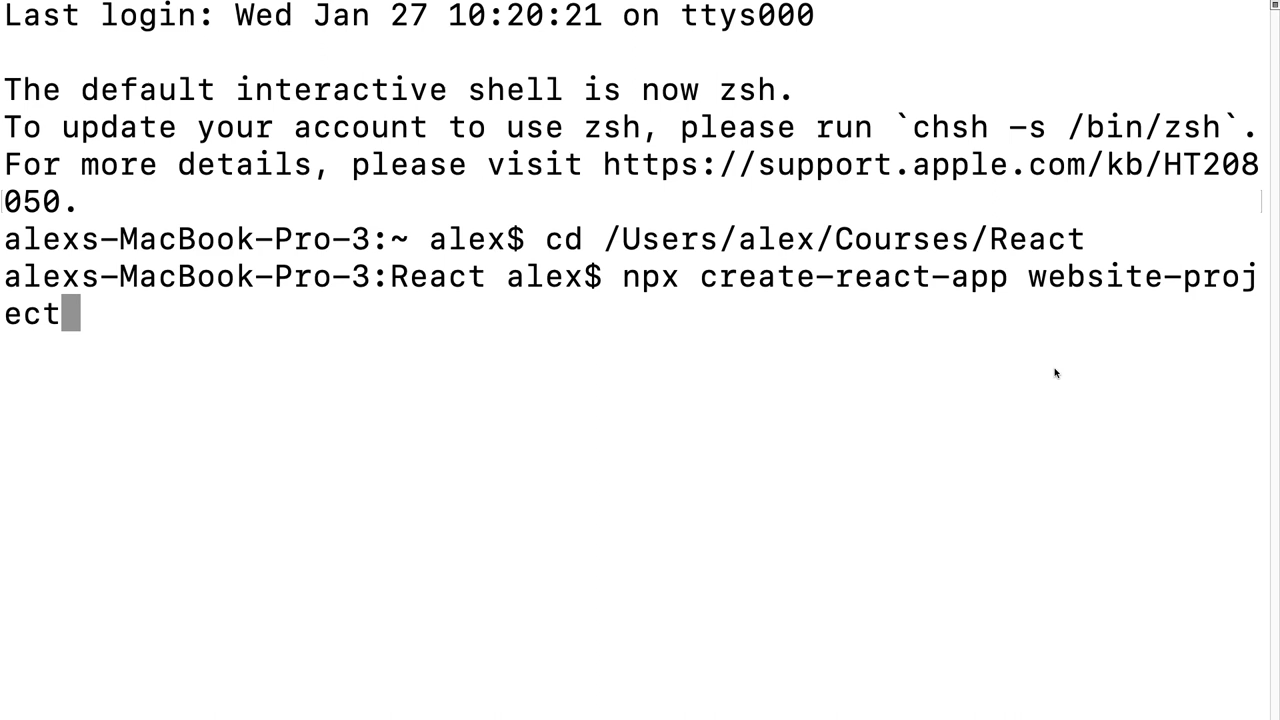 Last login: Wed Jan 27 10:20:21 on ttys000
The default interactive shell is now zsh.
To update your account to use zsh, please run `chsh -s /bin/zsh`.
For more details, please visit https://support.apple.com/kb/HT208
050.
alexs-MacBook-Pro-3:~ alex$ cd /Users/alex/Courses/React
alexs-MacBook-Pro-3:React alex$ npx create-react-app website-proj
ect